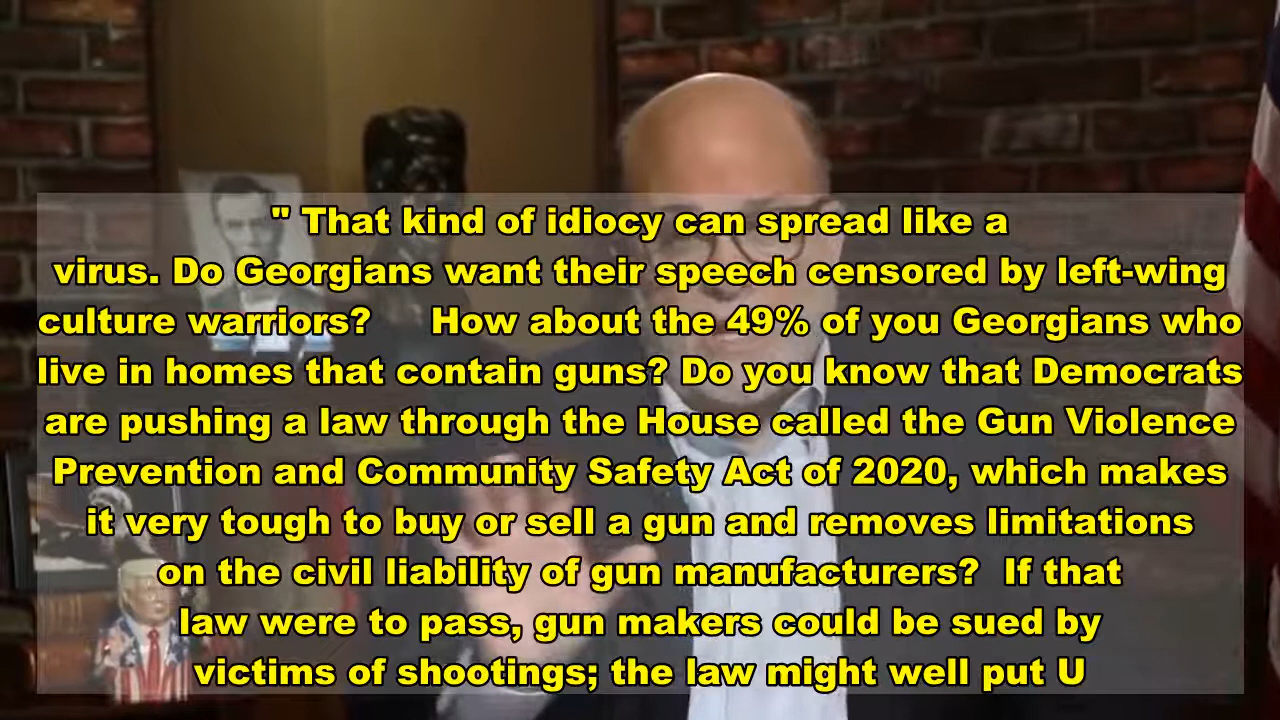 " That kind of idiocy can spread like a
virus. Do Georgians want their speech censored by left-wing
culture warriors?      How about the 49% of you Georgians who
live in homes that contain guns? Do you know that Democrats
are pushing a law through the House called the Gun Violence
Prevention and Community Safety Act of 2020, which makes
it very tough to buy or sell a gun and removes limitations
on the civil liability of gun manufacturers?  If that
law were to pass, gun makers could be sued by
victims of shootings; the law might well put U